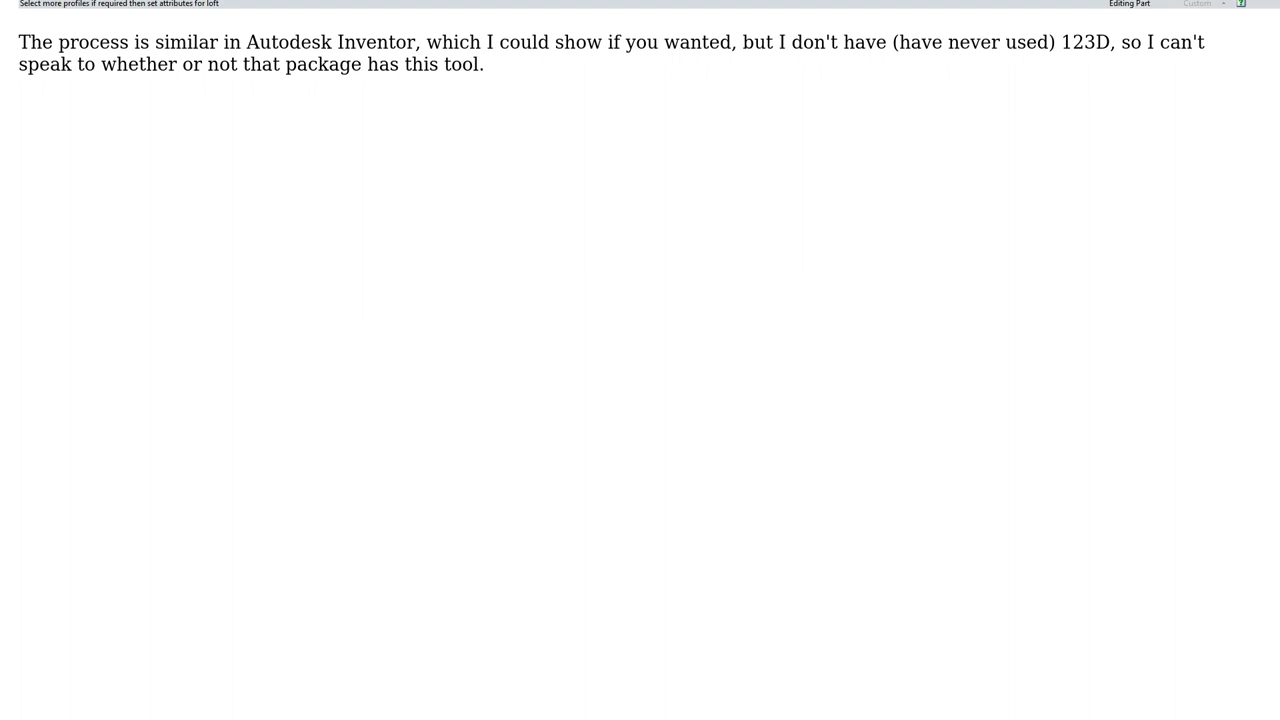 Select more profiles if required then set attributes for loft Editing Part Custom
The process is similar in Autodesk Inventor, which I could show if you wanted, but I don't have (have never used) 123D, so I can't
speak to whether or not that package has this tool.